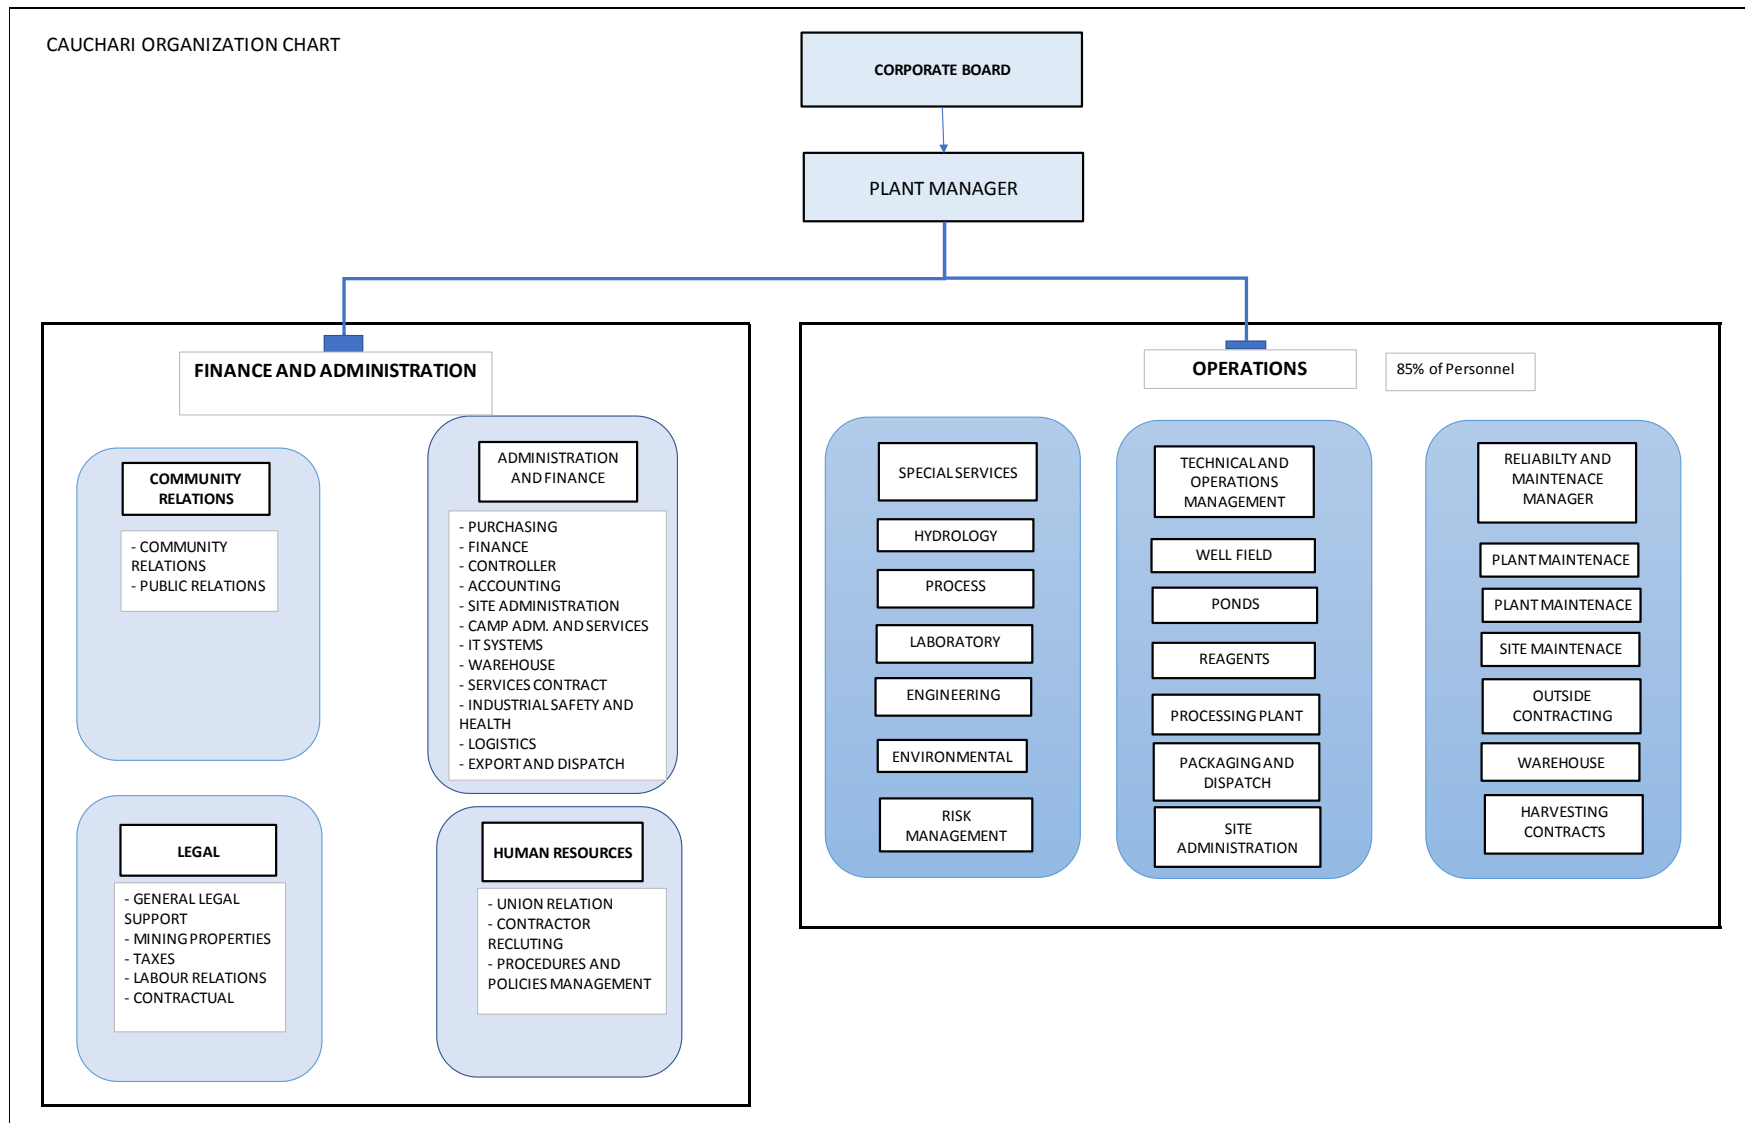 CAUCHARI ORGANIZATION CHART
CORPORATE BOARD
PLANT MANAGER
FINANCE AND ADMINISTRATION
COMMUNITY
RELATIONS
- COMMUNITY
RELATIONS
- PUBLIC RELATIONS
ADMINISTRATION
AND FINANCE
- PURCHASING
- FINANCE
- CONTROLLER
- ACCOUNTING
- SITE ADMINISTRATION
- CAMP ADM. AND SERVICES
- IT SYSTEMS
- WAREHOUSE
- SERVICES CONTRACT
- INDUSTRIAL SAFETY AND
HEALTH
- LOGISTICS
- EXPORT AND DISPATCH
LEGAL
- GENERAL LEGAL
SUPPORT
- MINING PROPERTIES
- TAXES
- LABOUR RELATIONS
- CONTRACTUAL
HUMAN RESOURCES
- UNION RELATION
- CONTRACTOR
RECLUTING
- PROCEDURES AND
POLICIES MANAGEMENT
OPERATIONS
85% of Personnel
SPECIAL SERVICES
HYDROLOGY
PROCESS
LABORATORY
ENGINEERING
ENVIRONMENTAL
RISK
MANAGEMENT
TECHNICAL AND
OPERATIONS
MANAGEMENT
WELL FIELD
PONDS
REAGENTS
PROCESSING PLANT
PACKAGING AND
DISPATCH
SITE
ADMINISTRATION
RELIABILTY AND
MAINTENACE
MANAGER
PLANT MAINTENACE
PLANT MAINTENACE
SITE MAINTENACE
OUTSIDE
CONTRACTING
WAREHOUSE
HARVESTING
CONTRACTS